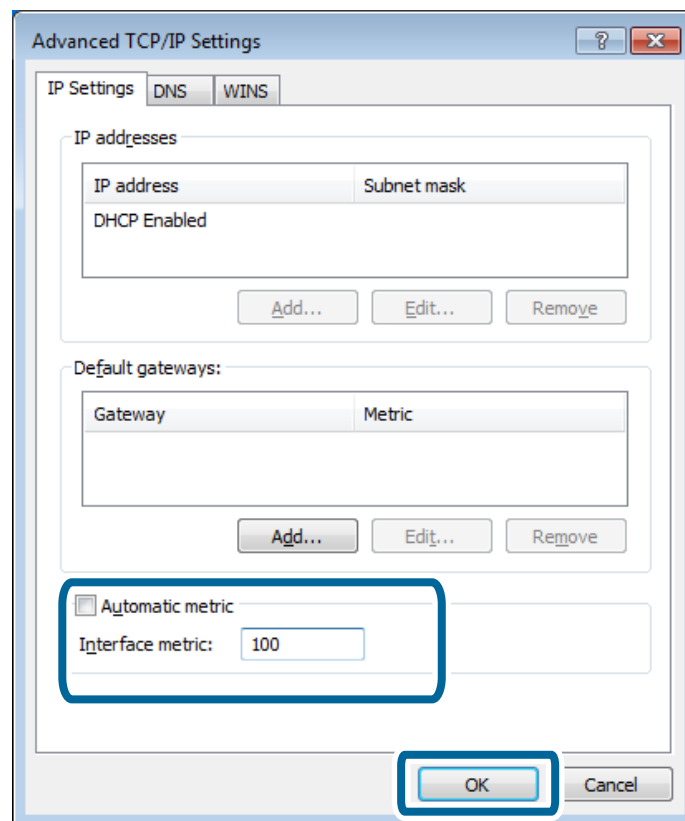 Advanced TCP/IP Settings
IP Settings DNS WINS
IP addresses
IP address Subnet mask
DHCP Enabled
Add... Edit... Remove
Default gateways:
Gateway Metric
Add... Edit... Remove
Automatic metric
Interface metric: 100
OK Cancel